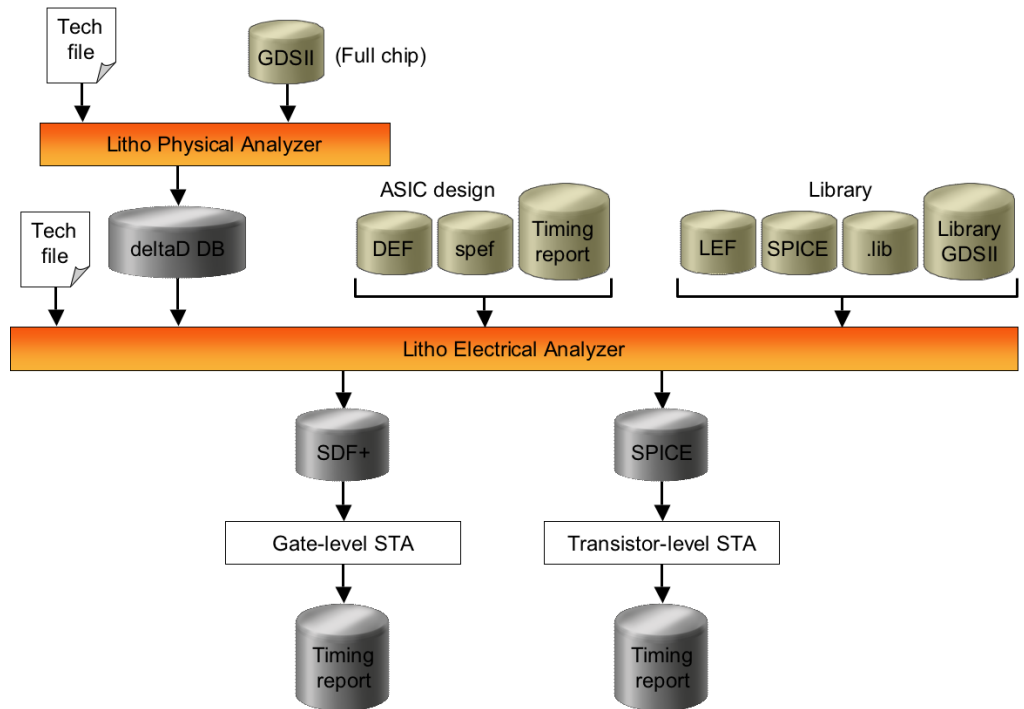 Tech
file
GDSII
(Full chip)
Litho Physical Analyzer
ASIC design
Library
Tech
file
deltaD DB
DEF
spef
Timing
report
LEF
SPICE
.lib
Library
GDSII
Litho Electrical Analyzer
SDF+
SPICE
Gate-level STA
Transistor-level STA
Timing
report
Timing
report